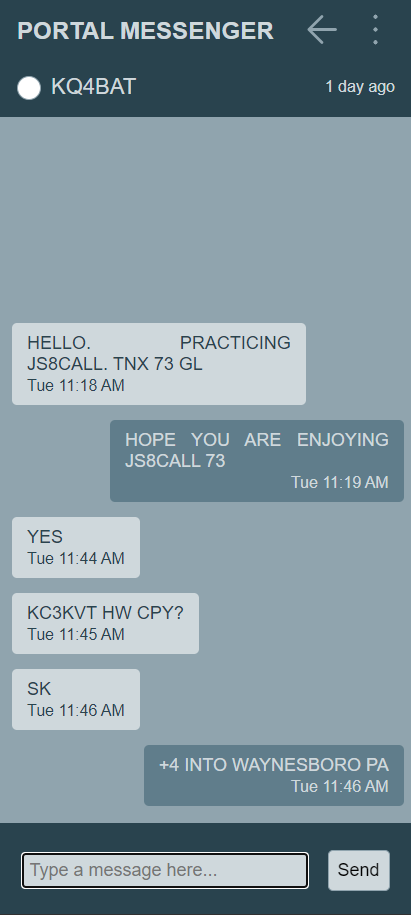 PORTAL MESSENGER
KQ4BAT 1 day ago
HELLO. PRACTICING
JS8CALL. TNX 73 GL
Tue 11:18 AM
HOPE YOU ARE ENJOYING
JS8CALL 73
Tue 11:19 AM
YES
Tue 11:44 AM
KC3KVT HW CPY?
Tue 11:45 AM
SK
Tue 11:46 AM
+4 INTO WAYNESBORO PA
Tue 11:46 AM
Type a message here... Send